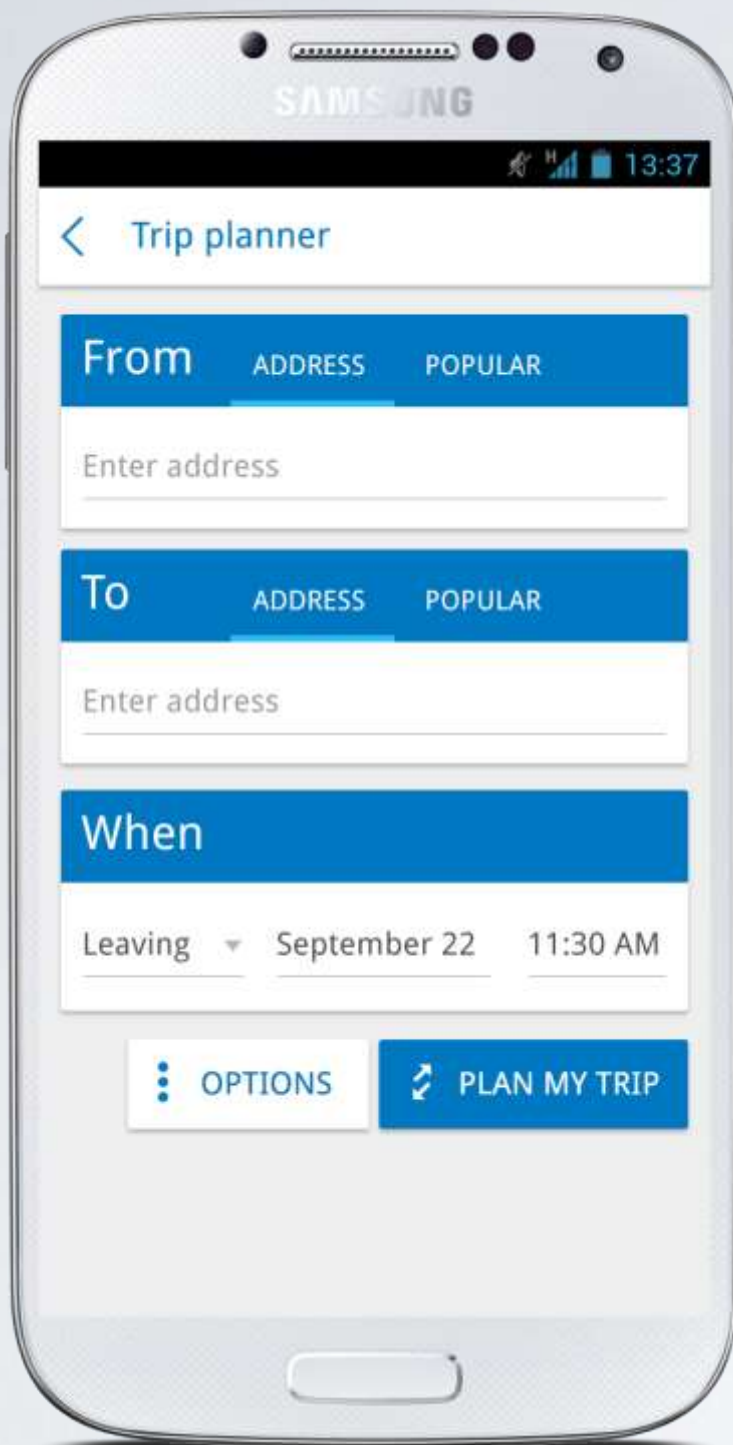 SAMSUNG
H 13:37
Trip planner
From ADDRESS POPULAR
Enter address
To ADDRESS POPULAR
Enter address
When
Leaving September 22 11:30 AM
OPTIONS PLAN MY TRIP